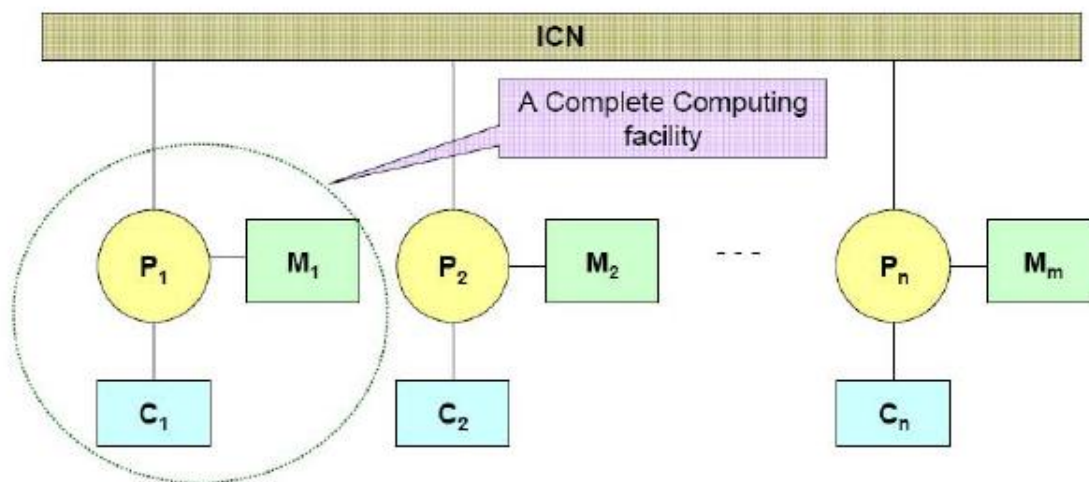 ICN
A Complete Computing
facility
P₁
M₁
P₂
M₂
- - -
Pₙ
Mₘ
C₁
C₂
Cₙ